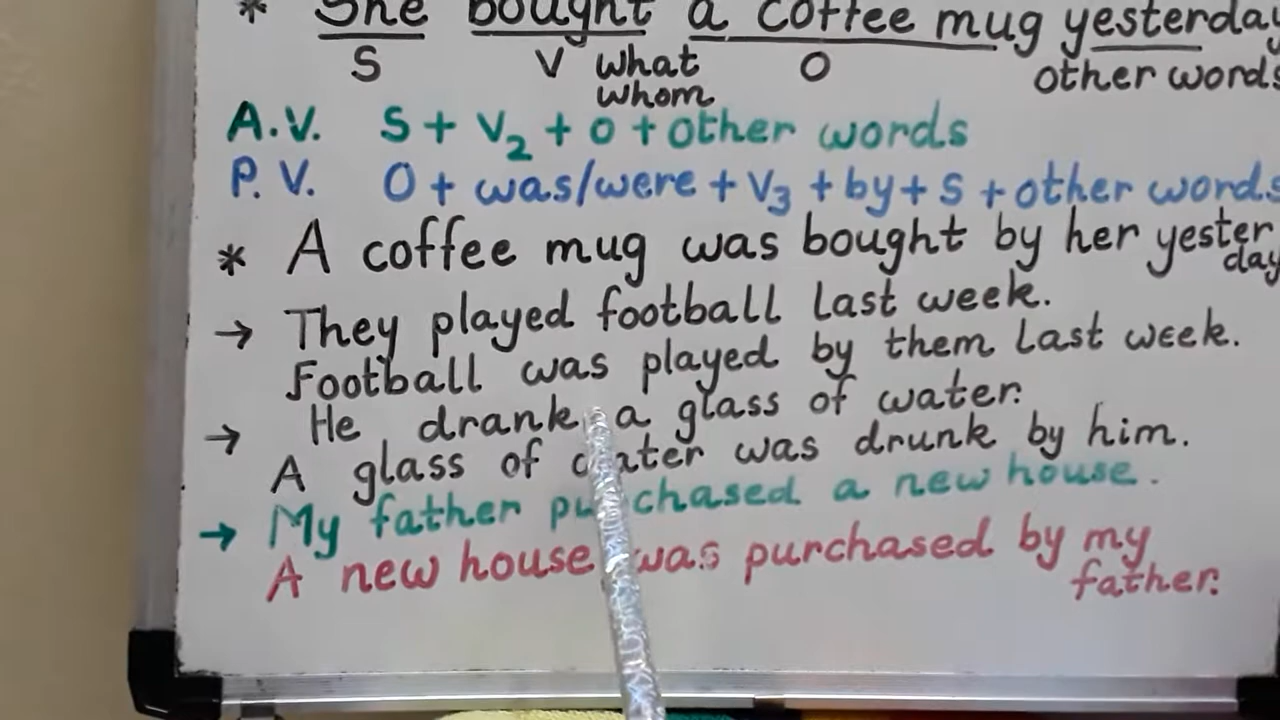 * She bought a coffee mug yesterday
S V what O other words
whom
A.V. S + V2 + O + other words
P.V. O + was/were + V3 + by + S + other words
* A coffee mug was bought by her yester
day
→ They played football last week.
Football was played by them last week.
→ He drank a glass of water.
A glass of water was drunk by him.
→ My father purchased a new house.
A new house was purchased by my
father.